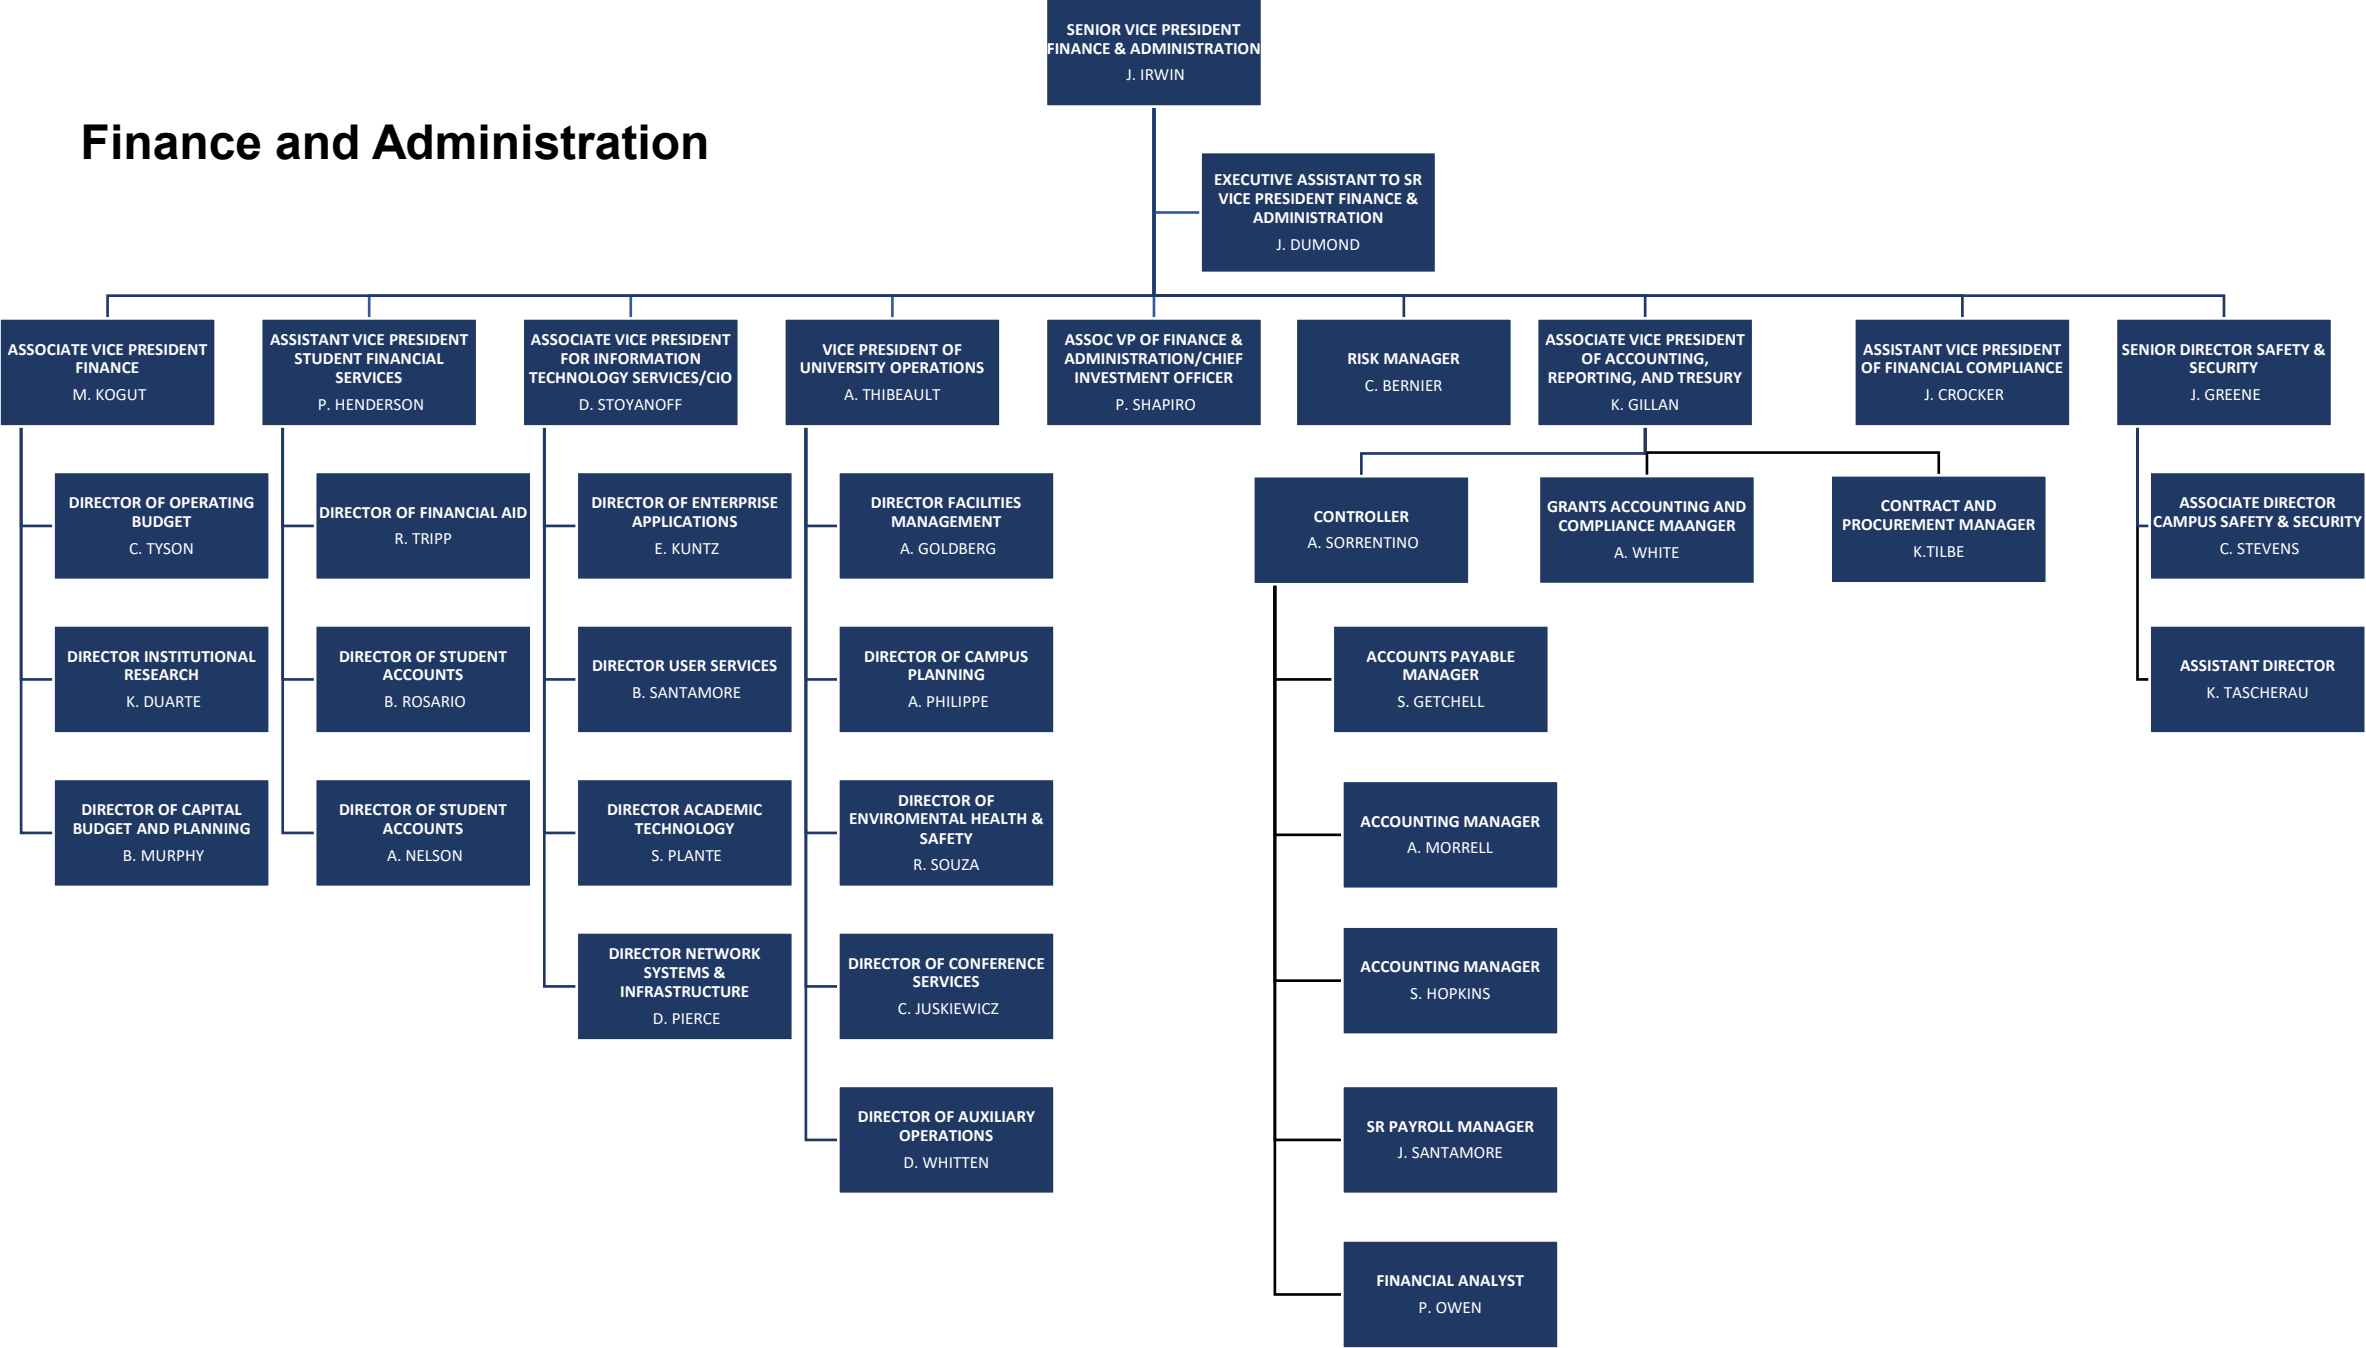 SENIOR VICE PRESIDENT
FINANCE & ADMINISTRATION
J. IRWIN
Finance and Administration
EXECUTIVE ASSISTANT TO SR
VICE PRESIDENT FINANCE &
ADMINISTRATION
J. DUMOND
ASSOCIATE VICE PRESIDENT
FINANCE
M. KOGUT
ASSISTANT VICE PRESIDENT
STUDENT FINANCIAL
SERVICES
P. HENDERSON
ASSOCIATE VICE PRESIDENT
FOR INFORMATION
TECHNOLOGY SERVICES/CIO
D. STOYANOFF
VICE PRESIDENT OF
UNIVERSITY OPERATIONS
A. THIBEAULT
ASSOC VP OF FINANCE &
ADMINISTRATION/CHIEF
INVESTMENT OFFICER
P. SHAPIRO
RISK MANAGER
C. BERNIER
ASSOCIATE VICE PRESIDENT
OF ACCOUNTING,
REPORTING, AND TRESURY
K. GILLAN
ASSISTANT VICE PRESIDENT
OF FINANCIAL COMPLIANCE
J. CROCKER
SENIOR DIRECTOR SAFETY &
SECURITY
J. GREENE
DIRECTOR OF OPERATING
BUDGET
C. TYSON
DIRECTOR OF FINANCIAL AID
R. TRIPP
DIRECTOR OF ENTERPRISE
APPLICATIONS
E. KUNTZ
DIRECTOR FACILITIES
MANAGEMENT
A. GOLDBERG
CONTROLLER
A. SORRENTINO
GRANTS ACCOUNTING AND
COMPLIANCE MAANGER
A. WHITE
CONTRACT AND
PROCUREMENT MANAGER
K.TILBE
ASSOCIATE DIRECTOR
CAMPUS SAFETY & SECURITY
C. STEVENS
DIRECTOR INSTITUTIONAL
RESEARCH
K. DUARTE
DIRECTOR OF STUDENT
ACCOUNTS
B. ROSARIO
DIRECTOR USER SERVICES
B. SANTAMORE
DIRECTOR OF CAMPUS
PLANNING
A. PHILIPPE
ACCOUNTS PAYABLE
MANAGER
S. GETCHELL
ASSISTANT DIRECTOR
K. TASCHERAU
DIRECTOR OF CAPITAL
BUDGET AND PLANNING
B. MURPHY
DIRECTOR OF STUDENT
ACCOUNTS
A. NELSON
DIRECTOR ACADEMIC
TECHNOLOGY
S. PLANTE
DIRECTOR OF
ENVIROMENTAL HEALTH &
SAFETY
R. SOUZA
ACCOUNTING MANAGER
A. MORRELL
DIRECTOR NETWORK
SYSTEMS &
INFRASTRUCTURE
D. PIERCE
DIRECTOR OF CONFERENCE
SERVICES
C. JUSKIEWICZ
ACCOUNTING MANAGER
S. HOPKINS
DIRECTOR OF AUXILIARY
OPERATIONS
D. WHITTEN
SR PAYROLL MANAGER
J. SANTAMORE
FINANCIAL ANALYST
P. OWEN